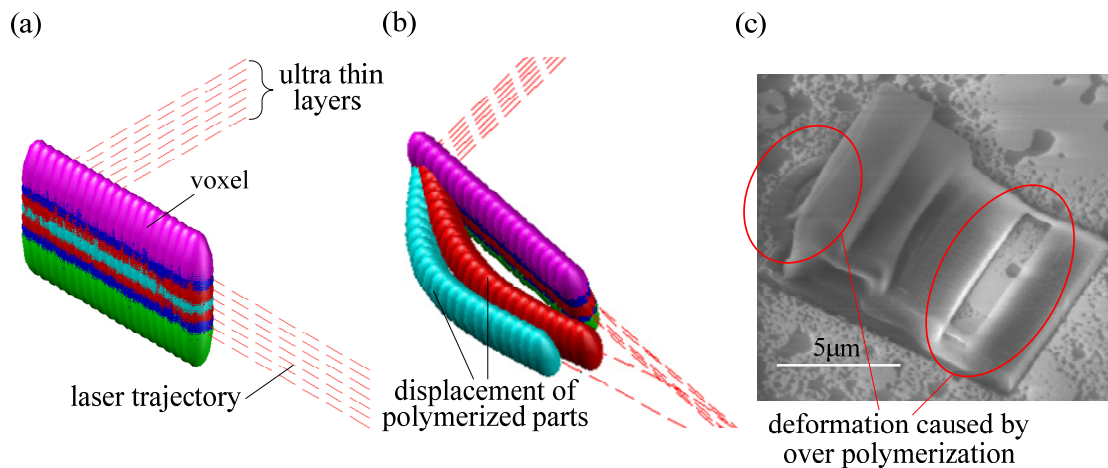 (a)
ultra thin
layers
voxel
laser trajectory
(b)
displacement of
polymerized parts
(c)
5μm
deformation caused by
over polymerization